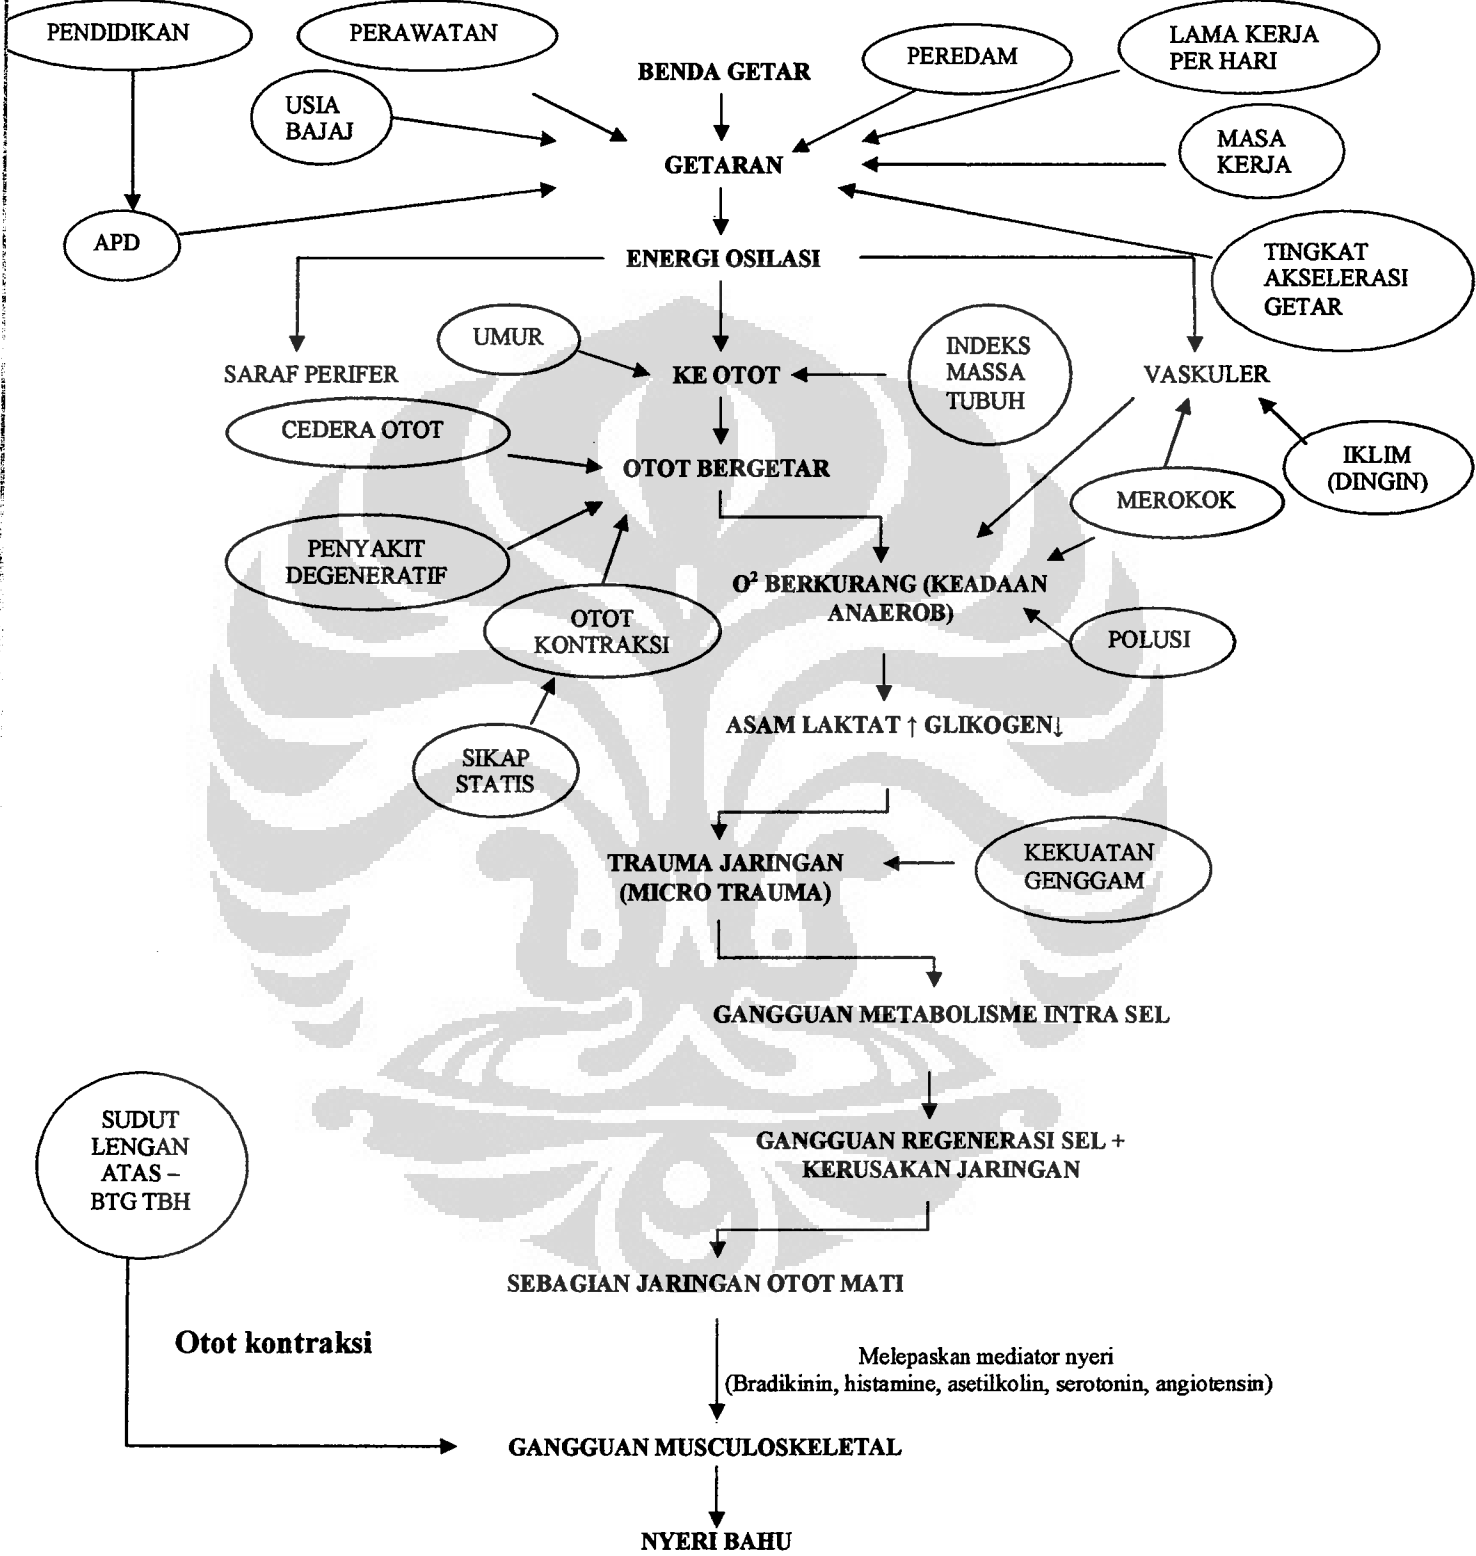 PENDIDIKAN
PERAWATAN
LAMA KERJA
PER HARI
PEREDAM
BENDA GETAR
USIA
BAJAJ
MASA
KERJA
GETARAN
APD
ENERGI OSILASI
TINGKAT
AKSELERASI
GETAR
UMUR
INDEKS
MASSA
TUBUH
SARAF PERIFER
KE OTOT
VASKULER
CEDERA OTOT
OTOT BERGETAR
IKLIM
(DINGIN)
MEROKOK
PENYAKIT
DEGENERATIF
O² BERKURANG (KEADAAN
ANAEROB)
OTOT
KONTRAKSI
POLUSI
ASAM LAKTAT ↑ GLIKOGEN↓
SIKAP
STATIS
TRAUMA JARINGAN
(MICRO TRAUMA)
KEKUATAN
GENGGAM
GANGGUAN METABOLISME INTRA SEL
SUDUT
LENGAN
ATAS –
BTG TBH
GANGGUAN REGENERASI SEL +
KERUSAKAN JARINGAN
SEBAGIAN JARINGAN OTOT MATI
Otot kontraksi
Melepaskan mediator nyeri
(Bradikinin, histamine, asetilkolin, serotonin, angiotensin)
GANGGUAN MUSCULOSKELETAL
NYERI BAHU